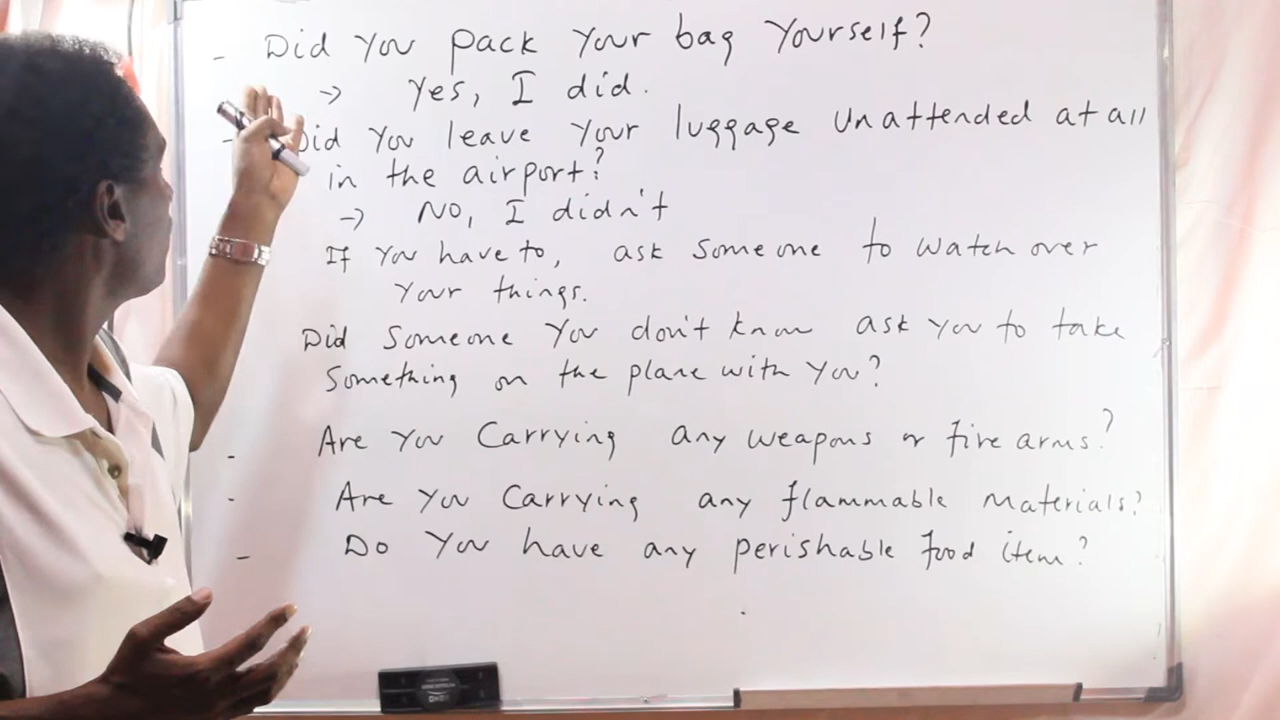 - Did you pack your bag yourself?
→ Yes, I did.
- Did you leave your luggage unattended at all
in the airport?
→ No, I didn't
If you have to, ask someone to watch over
your things.
Did someone you don't know ask you to take
something on the plane with you?
- Are you carrying any weapons or fire arms?
- Are you carrying any flammable materials?
- Do you have any perishable food item?